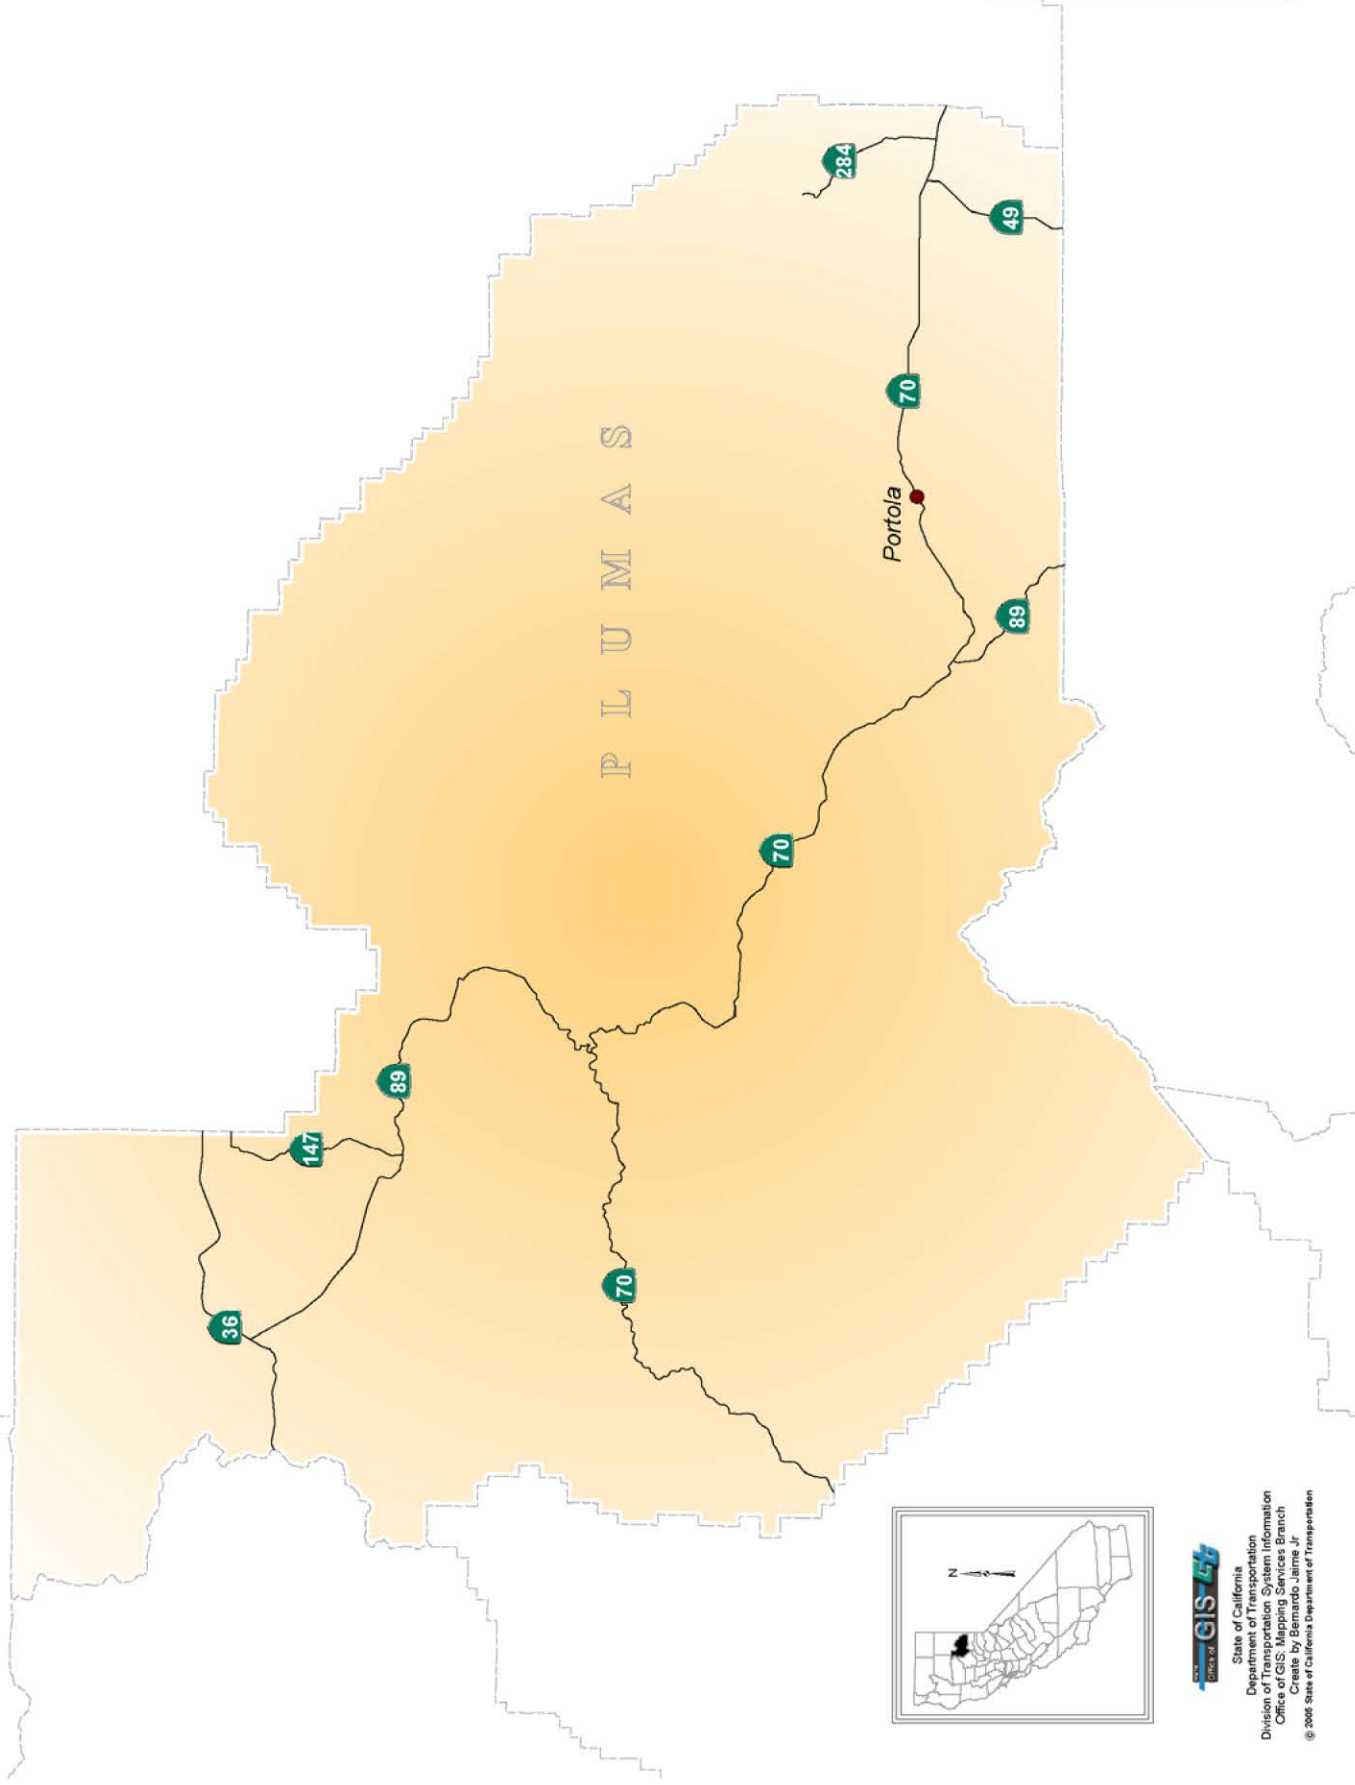 284
49
70
Portola
PLUMAS
89
70
89
147
70
36
N
Office of GIS
State of California
Department of Transportation
Division of Transportation System Information
Office of GIS: Mapping Services Branch
Create by Bernardo Jaime Jr
© 2005 State of California Department of Transportation